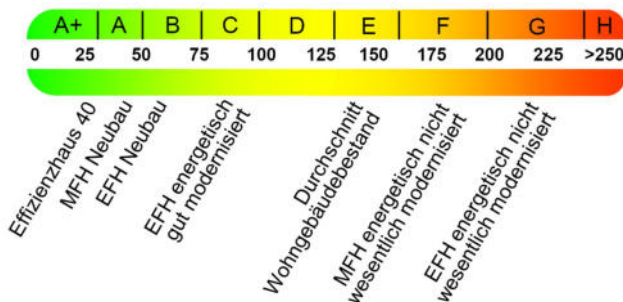 A+ A B C D E F G H
0 25 50 75 100 125 150 175 200 225 >250
Effizienzhaus 40
MFH Neubau
EFH Neubau
EFH energetisch
gut modernisiert
Durchschnitt
Wohngebäudebestand
MFH energetisch nicht
wesentlich modernisiert
EFH energetisch nicht
wesentlich modernisiert